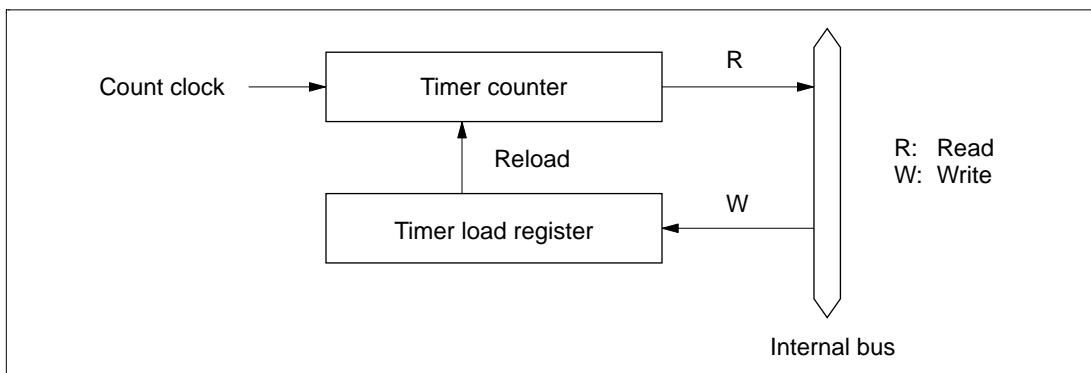 R
Count clock
Timer counter
Reload
R: Read
W: Write
W
Timer load register
Internal bus